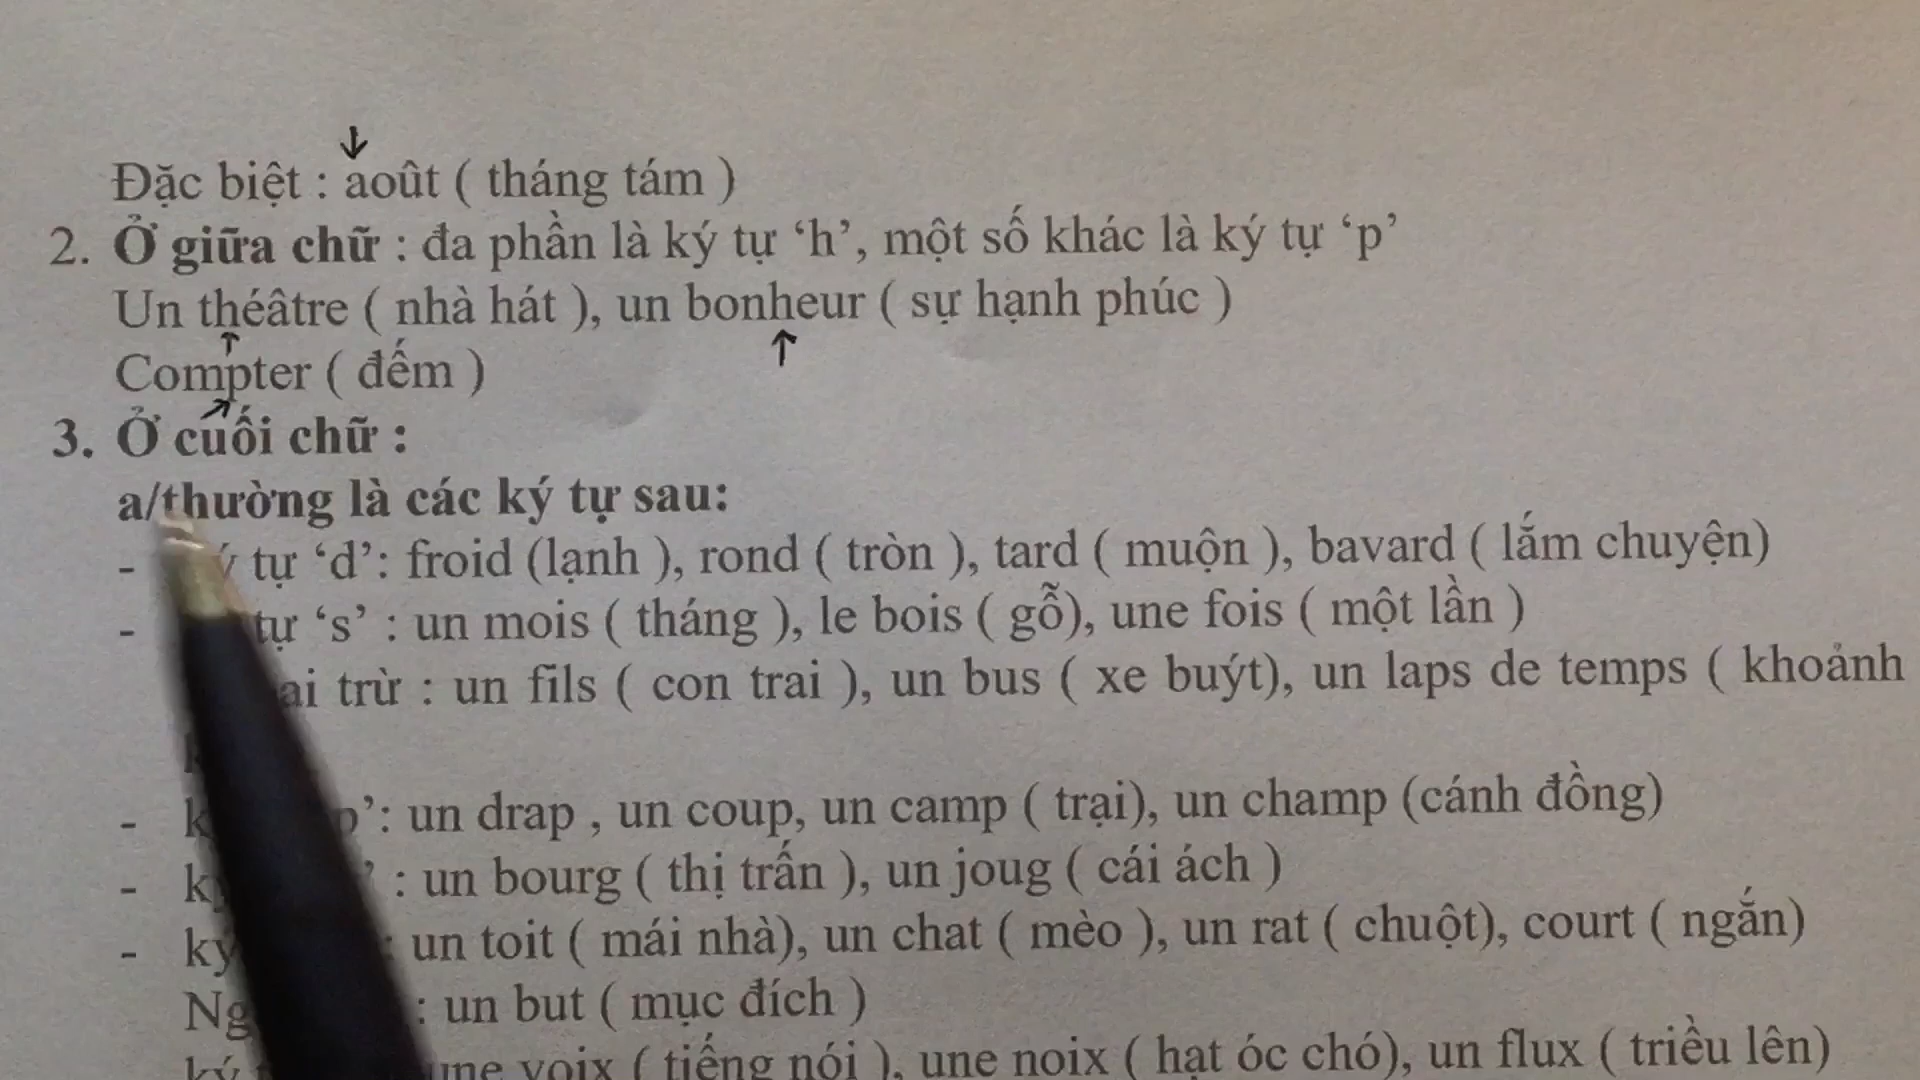 Đặc biệt : août ( tháng tám )
2. Ở giữa chữ : đa phần là ký tự ‘h’, một số khác là ký tự ‘p’
Un théâtre ( nhà hát ), un bonheur ( sự hạnh phúc )
Compter ( đếm )
3. Ở cuối chữ :
a/thường là các ký tự sau:
- tự ‘d’: froid (lạnh ), rond ( tròn ), tard ( muộn ), bavard ( lắm chuyện)
- tự ‘s’ : un mois ( tháng ), le bois ( gỗ), une fois ( một lần )
trừ : un fils ( con trai ), un bus ( xe buýt), un laps de temps ( khoảnh
- : un drap , un coup, un camp ( trại), un champ (cánh đồng)
- : un bourg ( thị trấn ), un joug ( cái ách )
- : un toit ( mái nhà), un chat ( mèo ), un rat ( chuột), court ( ngắn)
: un but ( mục đích )
ký une voix ( tiếng nói ), une noix ( hạt óc chó), un flux ( triều lên)